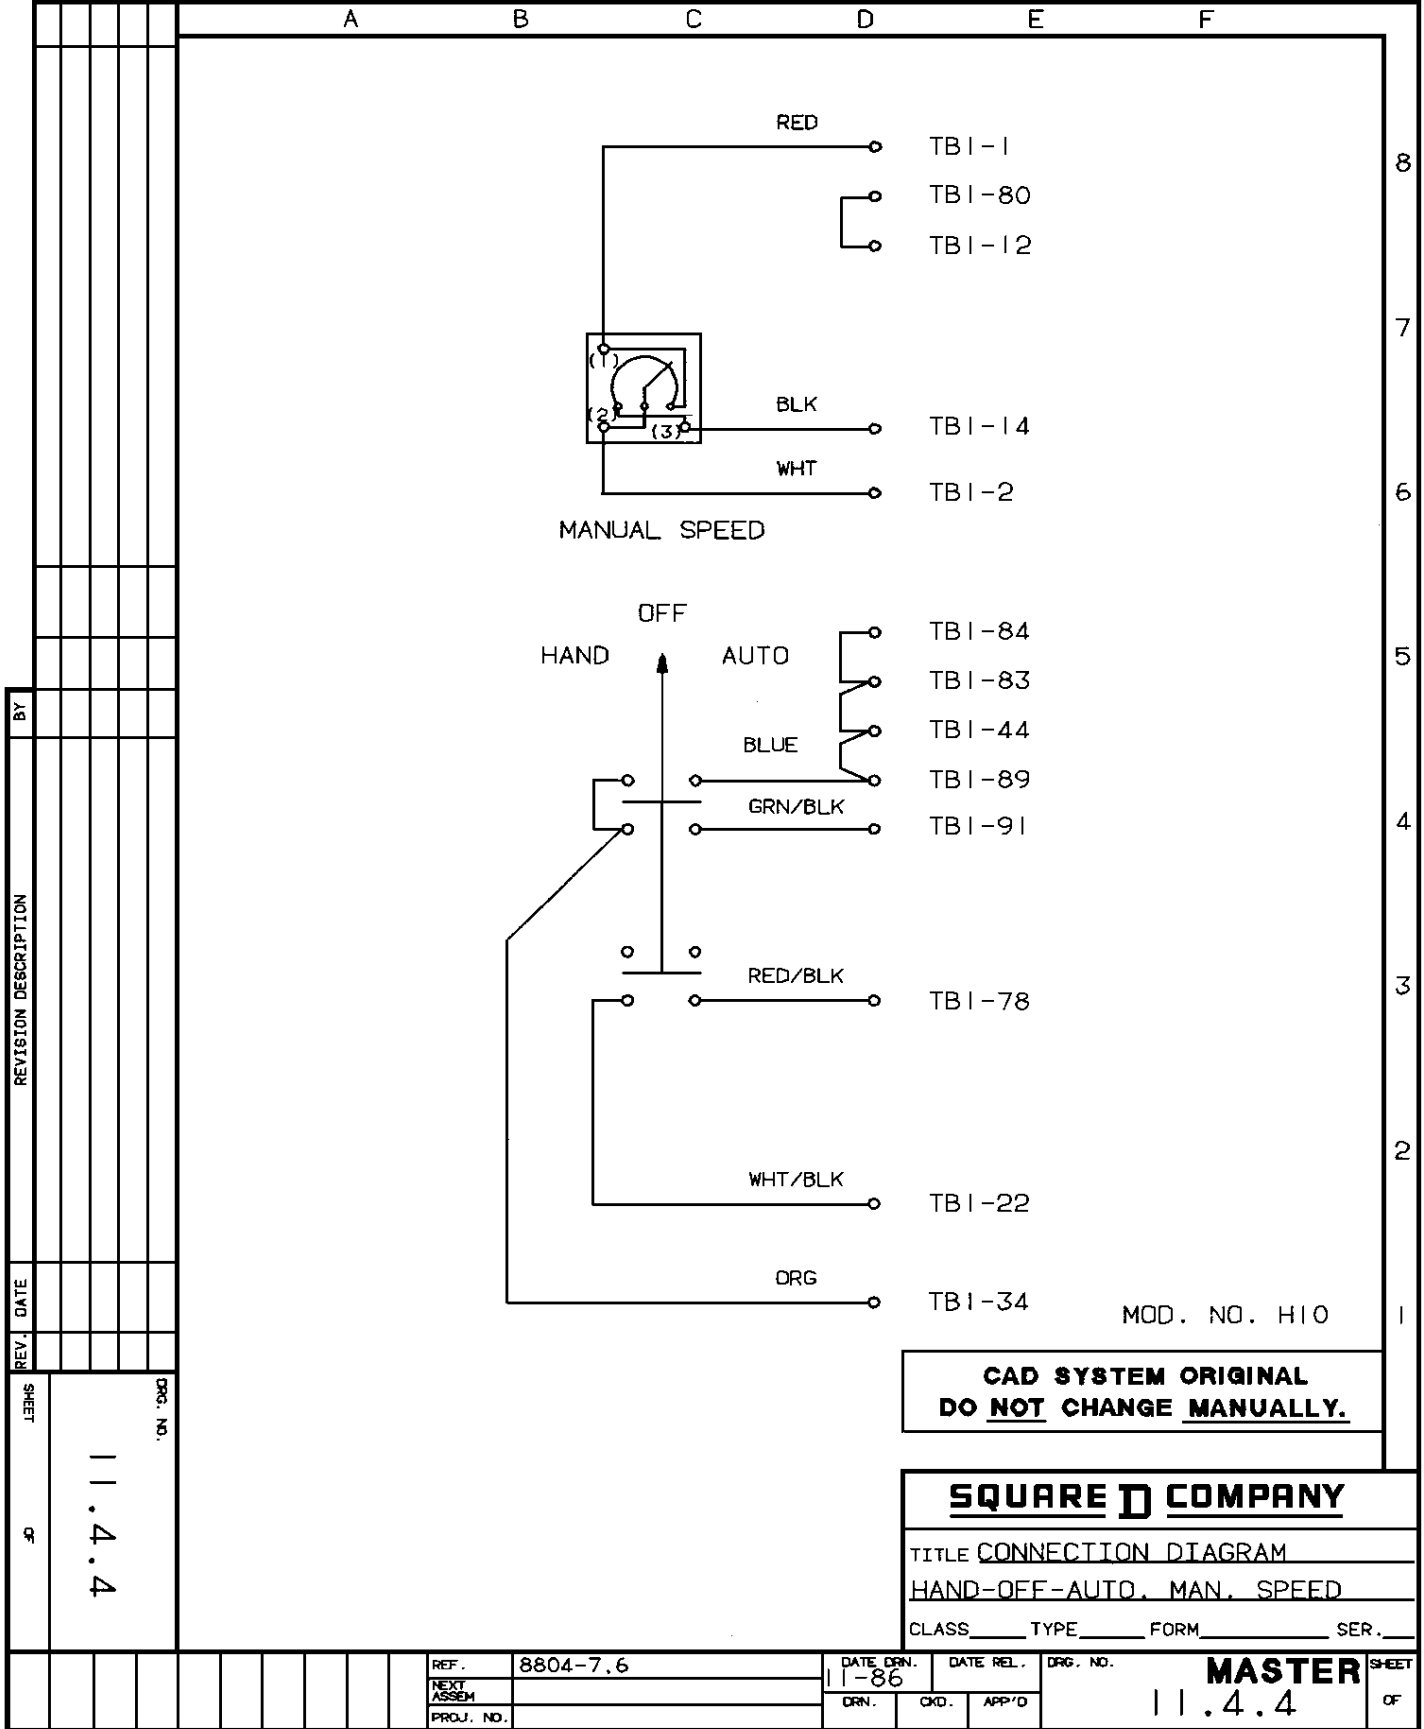 A B C D E F
RED
TB1-1
8
TB1-80
TB1-12
7
(1)
BLK
(2)
(3)
TB1-14
WHT
TB1-2
6
MANUAL SPEED
OFF
TB1-84
HAND
AUTO
5
TB1-83
BY
TB1-44
BLUE
TB1-89
GRN/BLK
TB1-91
4
REVISION DESCRIPTION
RED/BLK
TB1-78
3
2
WHT/BLK
TB1-22
ORG
TB1-34
DATE
MOD. NO. H10
1
REV.
CAD SYSTEM ORIGINAL
DO NOT CHANGE MANUALLY.
SHEET
OF
DRG. NO.
11.4.4
SQUARE D COMPANY
TITLE CONNECTION DIAGRAM
HAND-OFF-AUTO. MAN. SPEED
CLASS TYPE FORM SER.
REF. 8804-7.6
NEXT
ASSEM
PROJ. NO.
DATE DRN.
11-86
DATE REL.
DRN. CKD. APP'D
DRG. NO.
MASTER
11.4.4
SHEET
OF